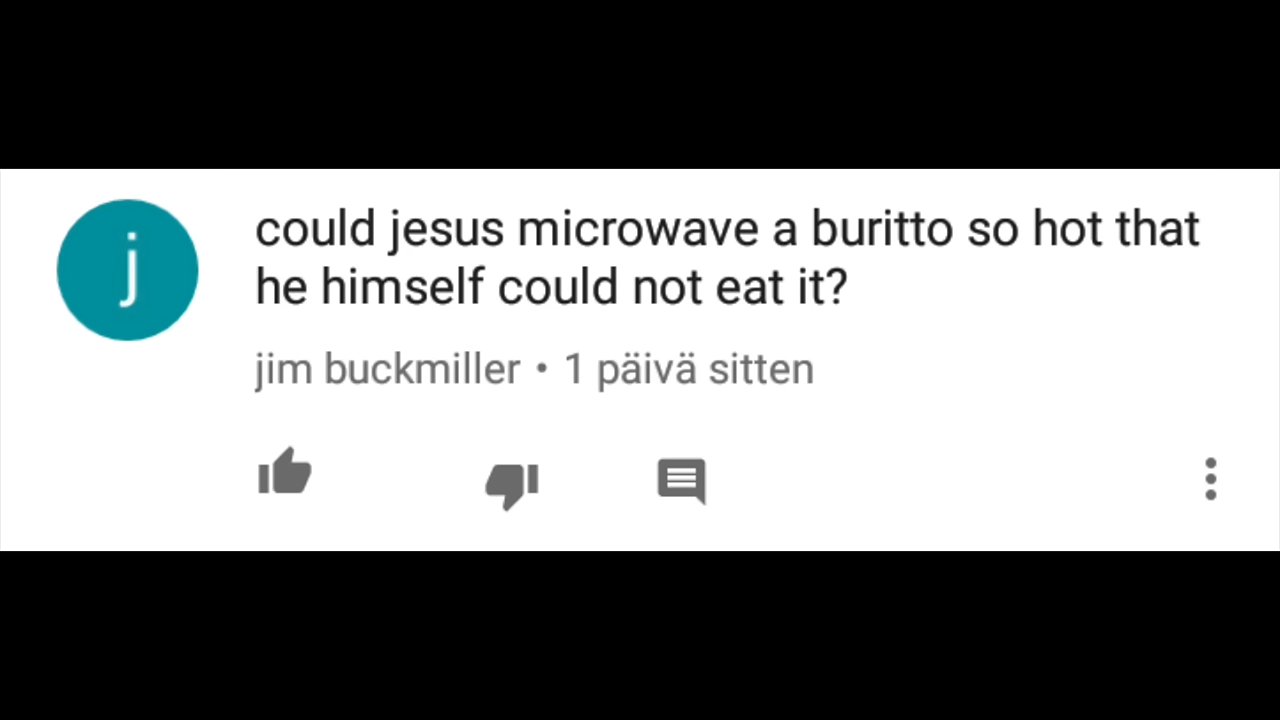 j
could jesus microwave a buritto so hot that
he himself could not eat it?
jim buckmiller • 1 päivä sitten